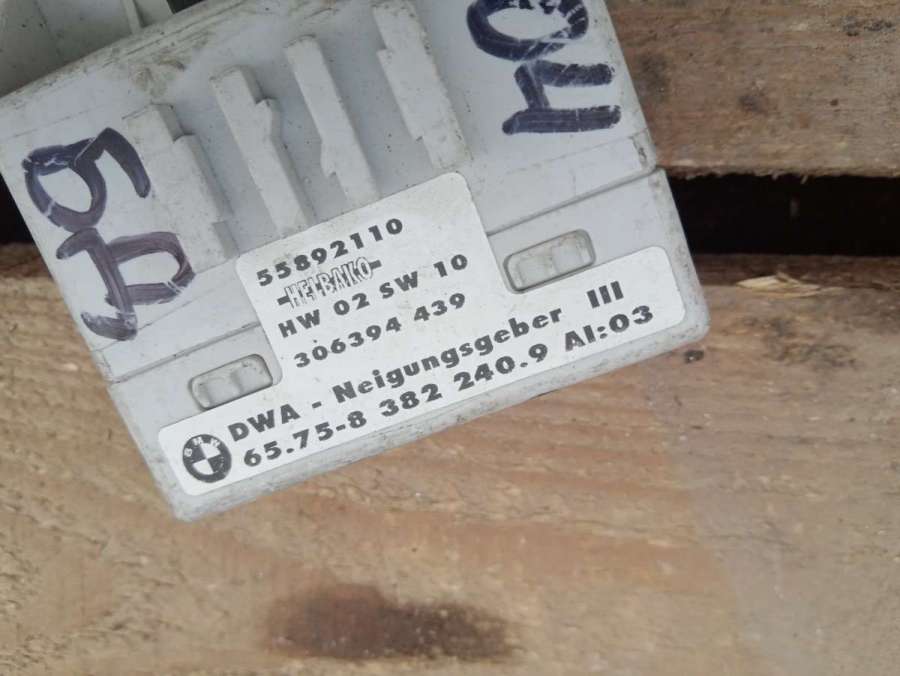 55892110
HELBAKO
HW 02 SW 10
306394 439
DWA - Neigungsgeber III
65.75-8 382 240.9 AI:03
BMW